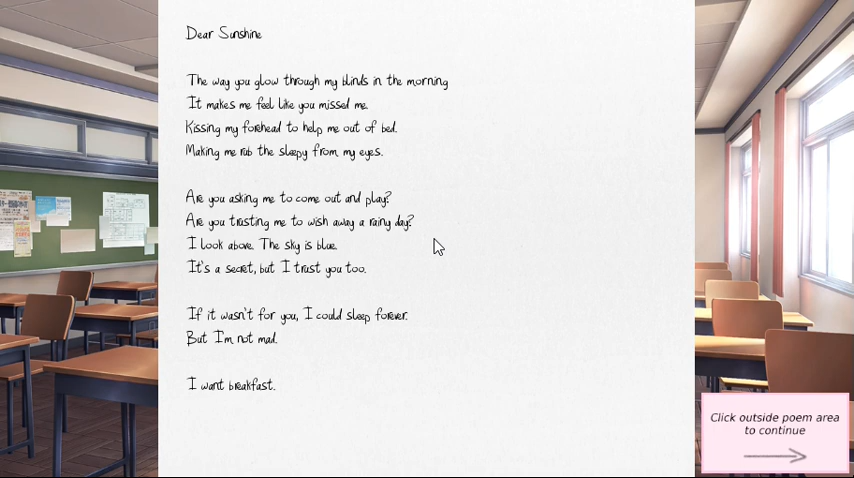 Dear Sunshine
The way you glow through my blinds in the morning
It makes me feel like you missed me.
Kissing my forehead to help me out of bed.
Making me rub the sleepy from my eyes.
Are you asking me to come out and play?
Are you trusting me to wish away a rainy day?
I look above. The sky is blue.
It's a secret, but I trust you too.
If it wasn't for you, I could sleep forever.
But I'm not mad.
I want breakfast.
Click outside poem area
to continue